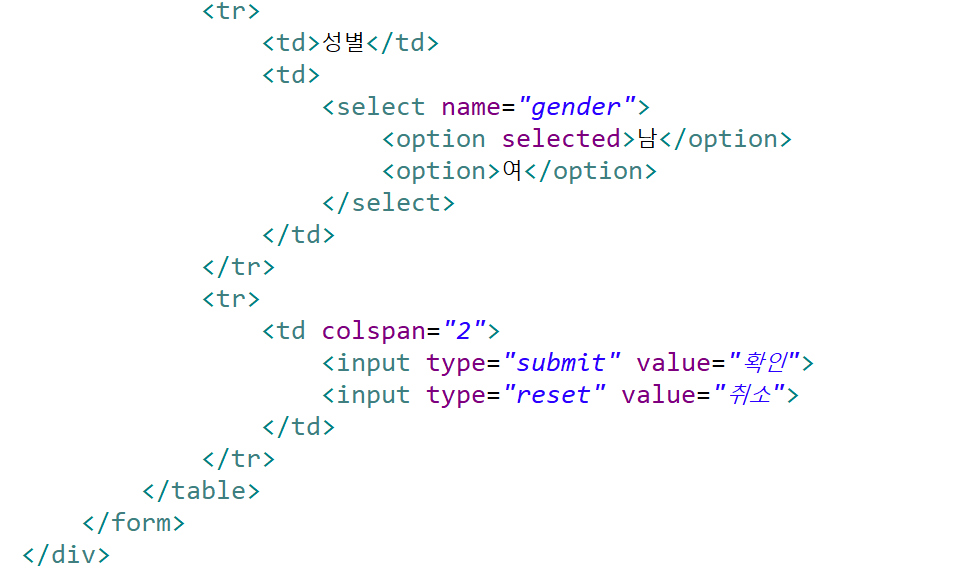 <tr>
<td>성별</td>
<td>
<select name="gender">
<option selected>남</option>
<option>여</option>
</select>
</td>
</tr>
<tr>
<td colspan="2">
<input type="submit" value="확인">
<input type="reset" value="취소">
</td>
</tr>
</table>
</form>
</div>